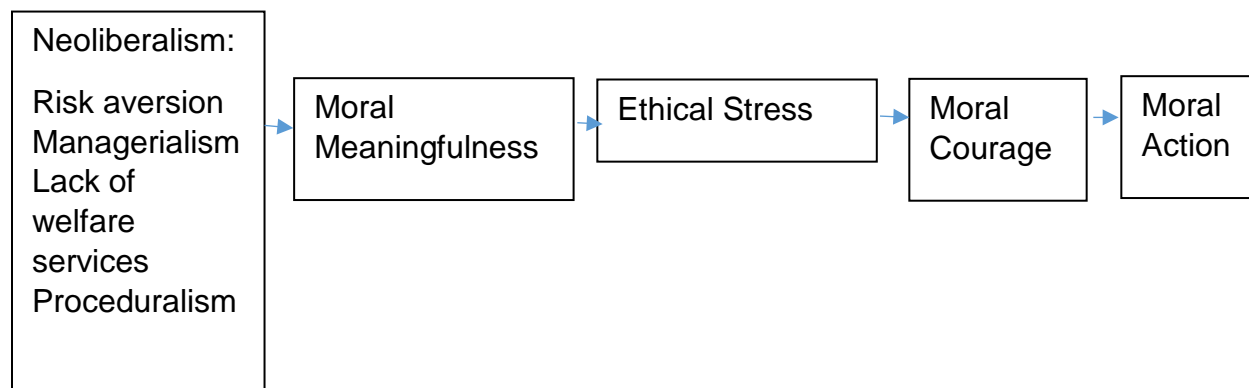 Neoliberalism:
Risk aversion
Managerialism
Lack of
welfare
services
Proceduralism
Moral
Meaningfulness
Ethical Stress
Moral
Courage
Moral
Action